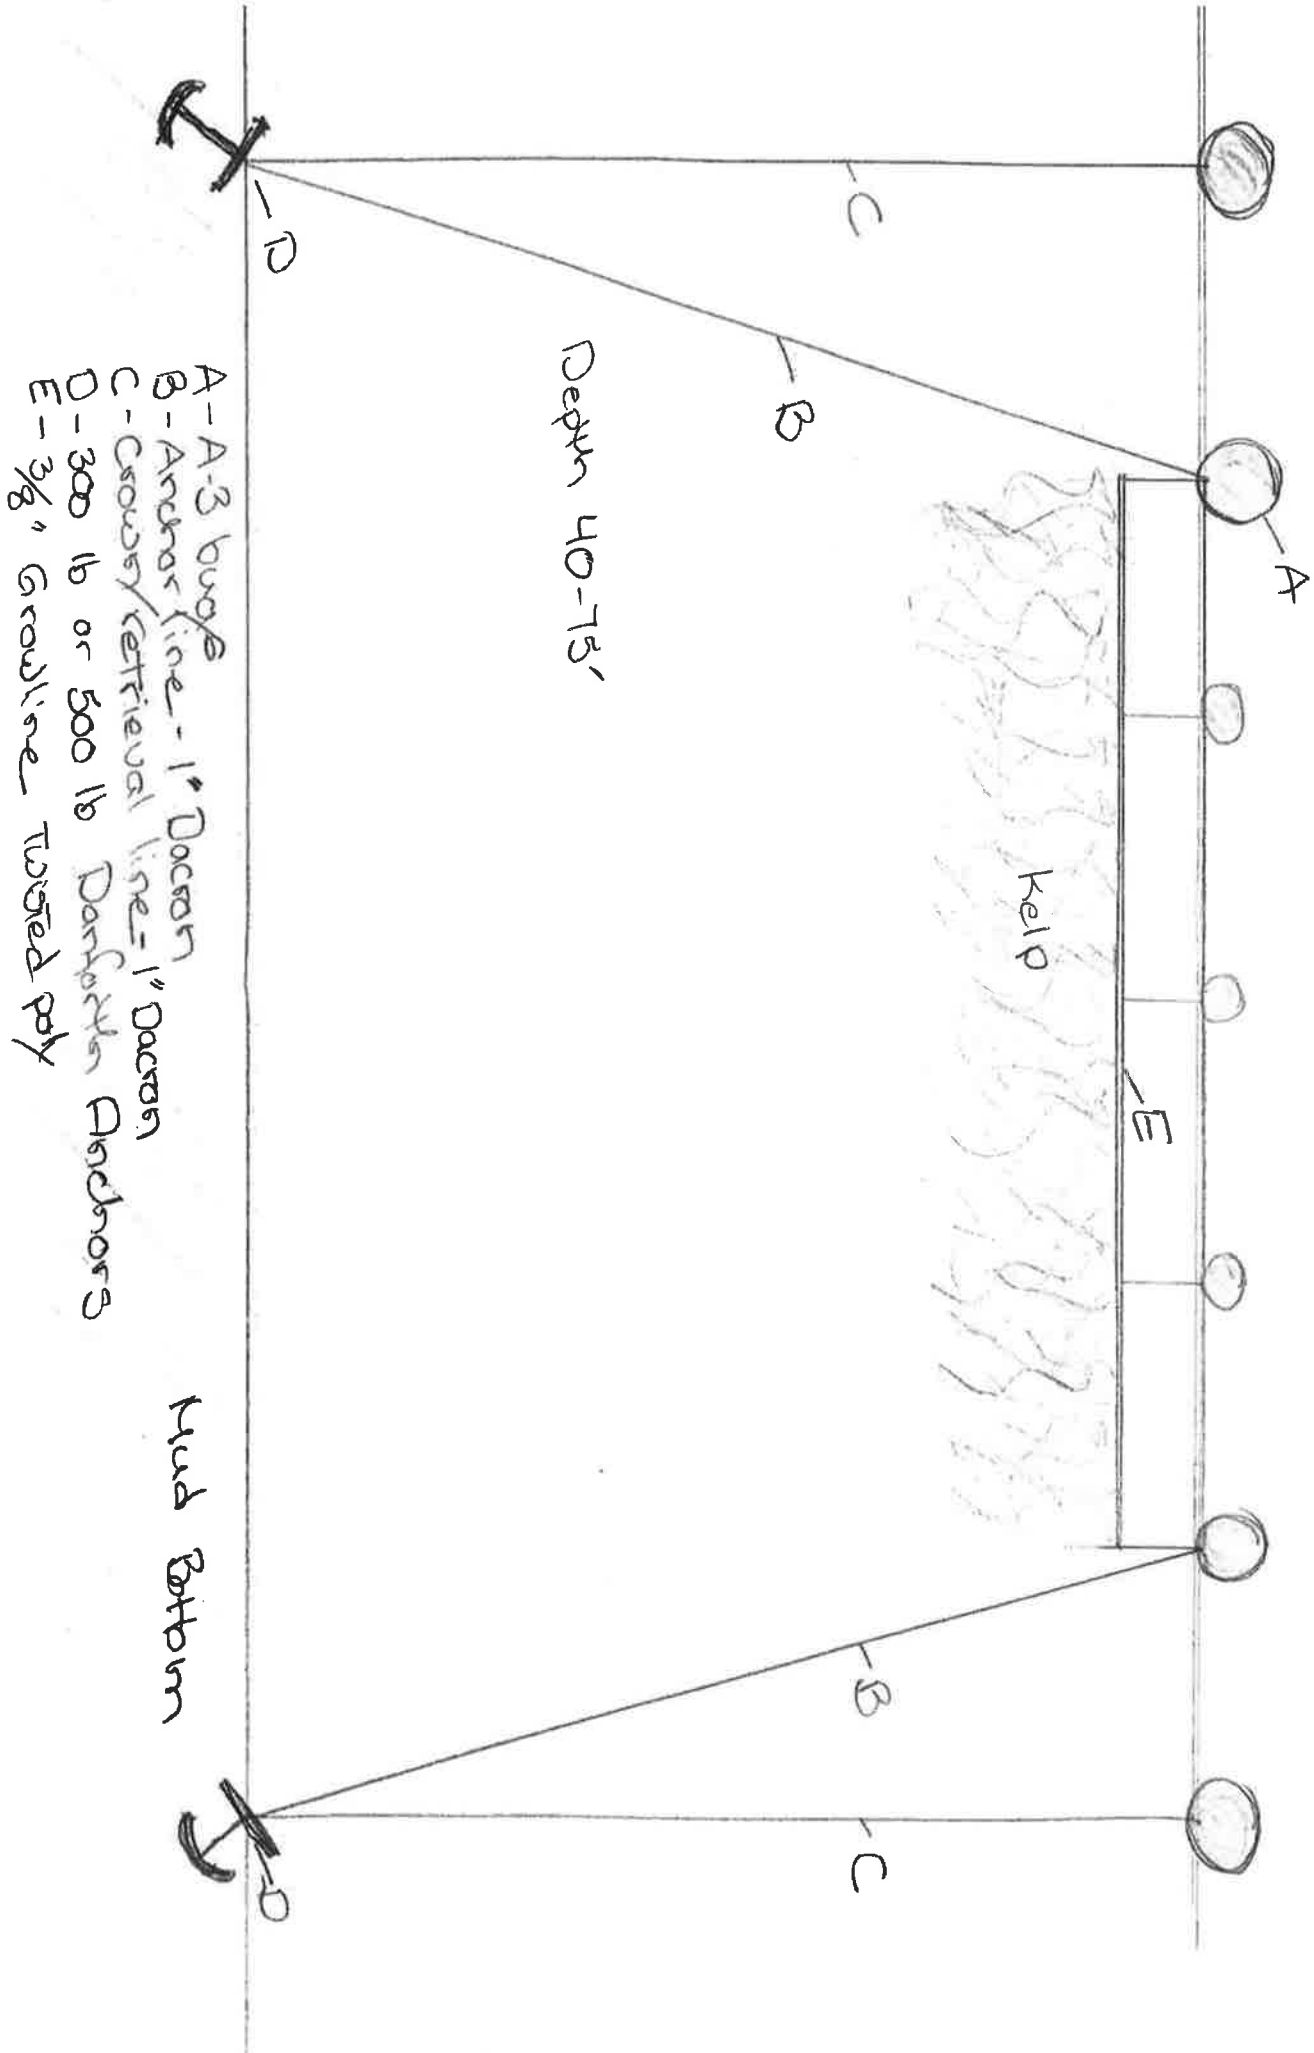 A
C
B
E
B
C
Kelp
Depth 40-75'
D
D
Mud Bottom
A - A-3 buoys
B - Anchor line - 1" Dacron
C - Crown/retrieval line - 1" Dacron
D - 300 lb or 500 lb Danforth Anchors
E - 3/8" Growline Twisted poly